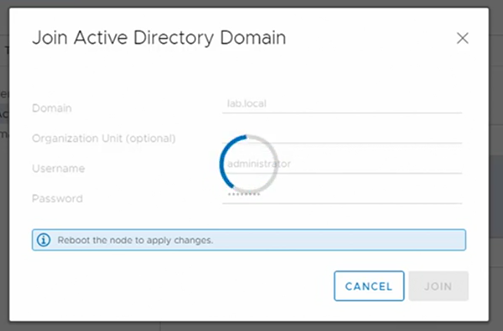 Join Active Directory Domain
Domain
lab.local
Organization Unit (optional)
Username
administrator
Password
Reboot the node to apply changes.
CANCEL
JOIN